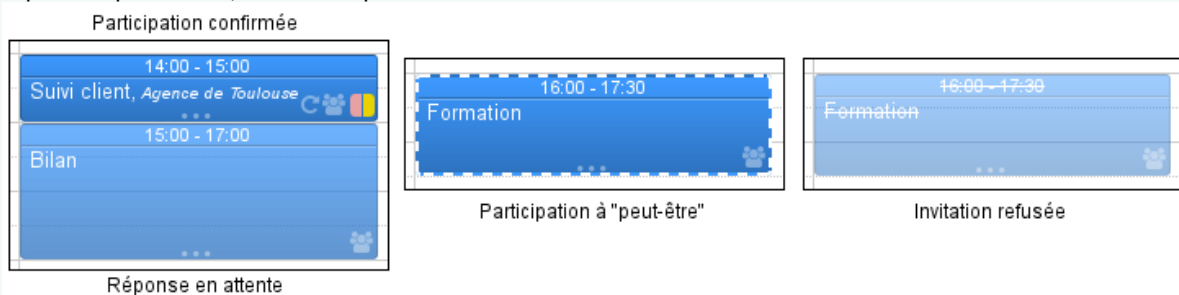 Participation confirmée
14:00 - 15:00
Suivi client, Agence de Toulouse
15:00 - 17:00
Bilan
Réponse en attente
16:00 - 17:30
Formation
Participation à "peut-être"
16:00 - 17:30
Formation
Invitation refusée